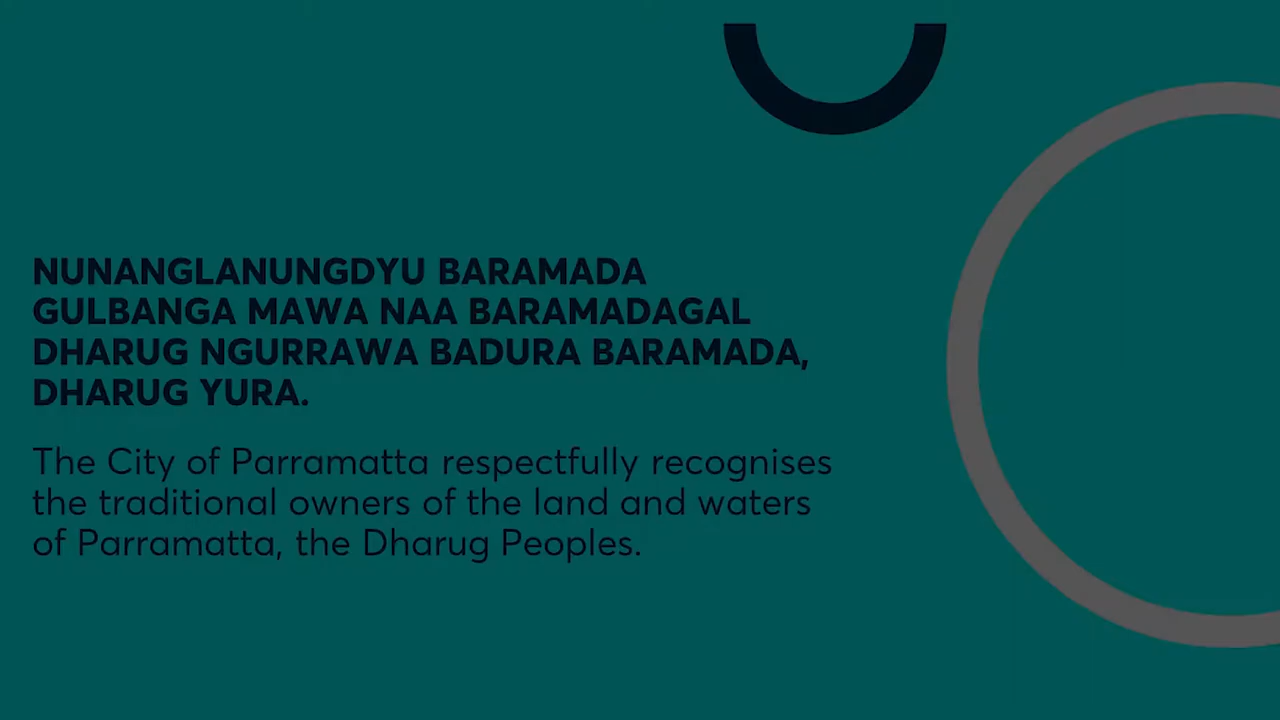 NUNANGLANUNGDYU BARAMADA
GULBANGA MAWA NAA BARAMADAGAL
DHARUG NGURRAWA BADURA BARAMADA,
DHARUG YURA.
The City of Parramatta respectfully recognises
the traditional owners of the land and waters
of Parramatta, the Dharug Peoples.